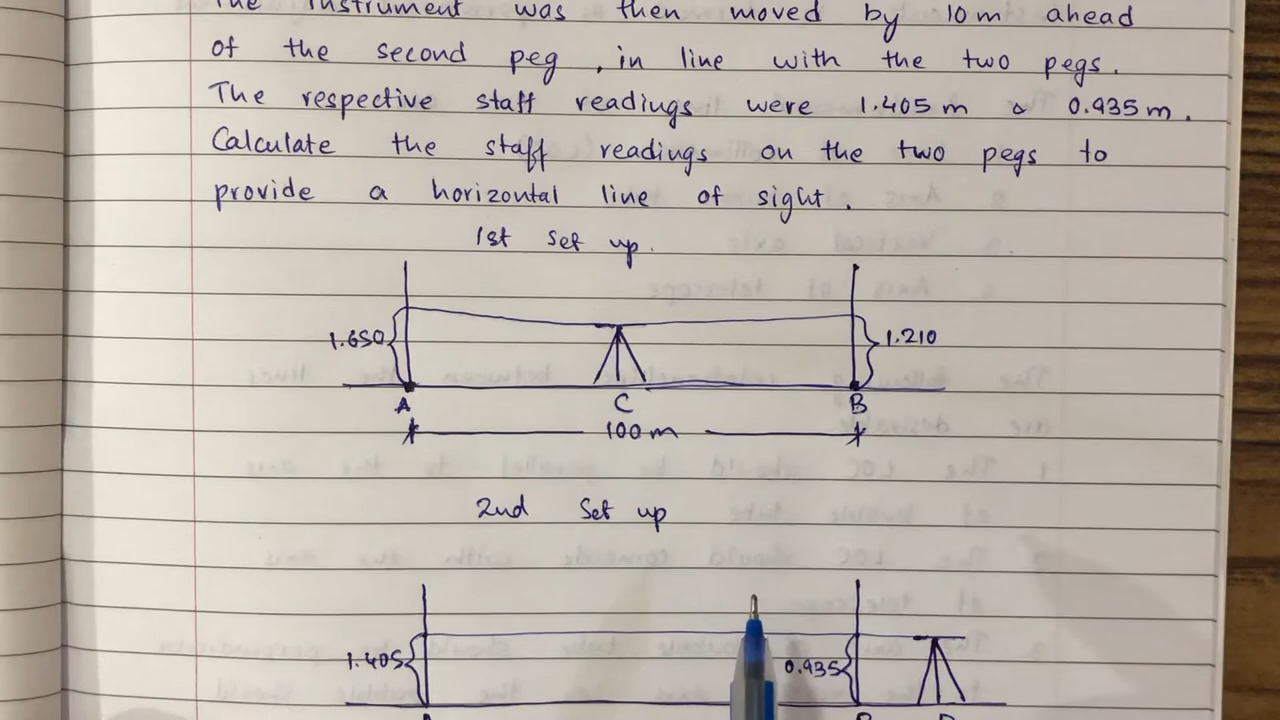 The instrument was then moved by 10 m ahead
of the second peg, in line with the two pegs.
The respective staff readings were 1.405 m & 0.935 m.
Calculate the staff readings on the two pegs to
provide a horizontal line of sight.
1st Set up.
1.650
1.210
A C B
100 m
2nd Set up
1.405
0.935